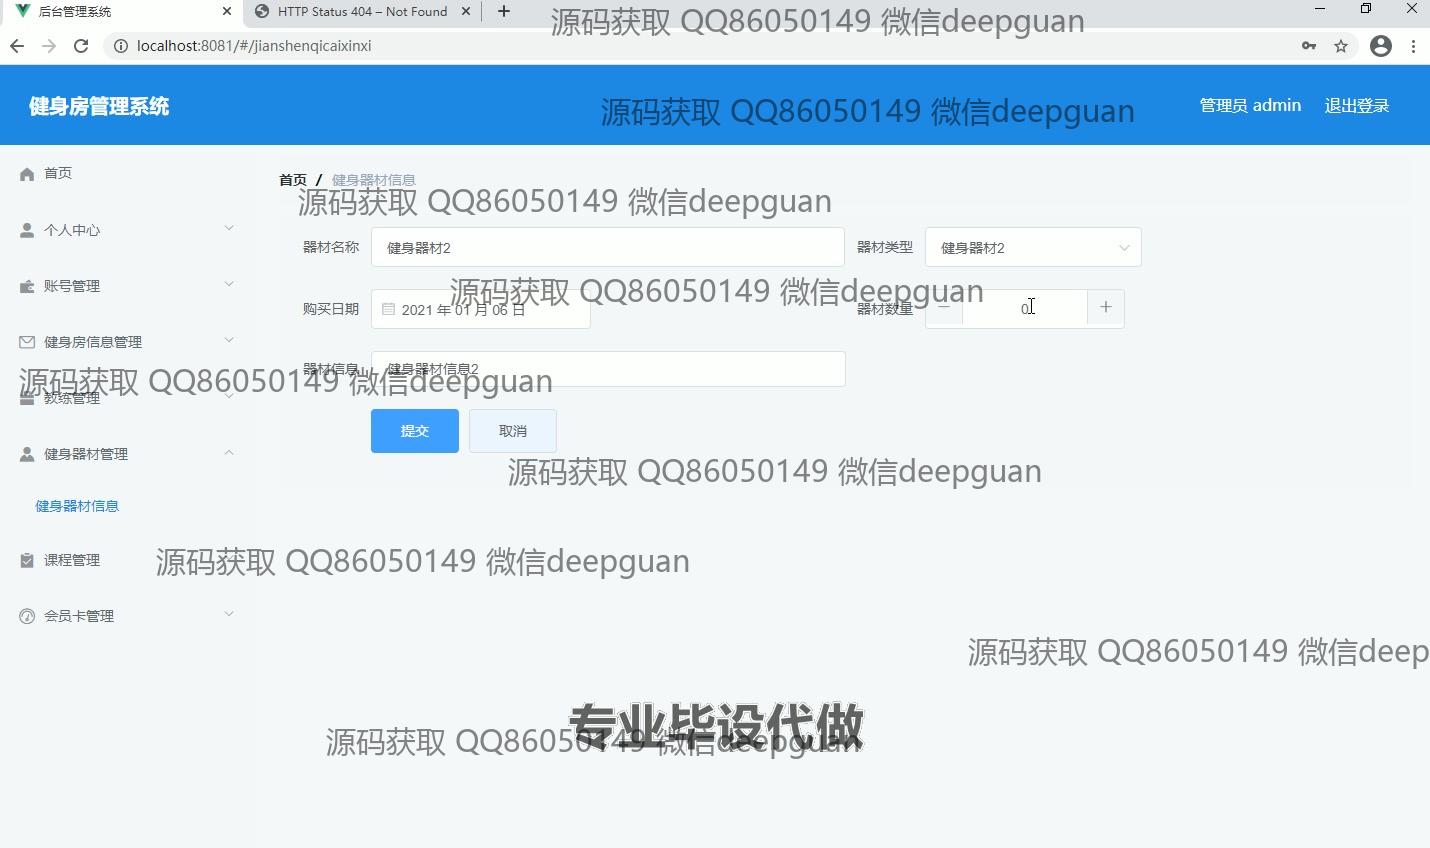 后台管理系统
HTTP Status 404 – Not Found
源码获取 QQ86050149 微信deepguan
localhost:8081/#/jianshenqicaixinxi
健身房管理系统
源码获取 QQ86050149 微信deepguan
管理员 admin
退出登录
首页
首页 / 健身器材信息
源码获取 QQ86050149 微信deepguan
个人中心
器材名称 健身器材2
器材类型 健身器材2
账号管理
源码获取 QQ86050149 微信deepguan
购买日期 2021 年 01 月 06 日
器材数量 0
健身房信息管理
器材信息 健身器材信息2
源码获取 QQ86050149 微信deepguan
教练管理
提交 取消
健身器材管理
源码获取 QQ86050149 微信deepguan
健身器材信息
课程管理
源码获取 QQ86050149 微信deepguan
会员卡管理
源码获取 QQ86050149 微信deep
专业毕设代做
源码获取 QQ86050149 微信deepguan